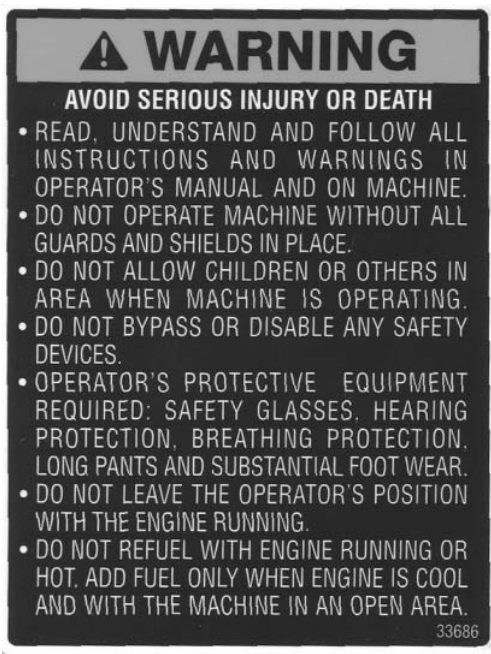 WARNING
AVOID SERIOUS INJURY OR DEATH
• READ, UNDERSTAND AND FOLLOW ALL
INSTRUCTIONS AND WARNINGS IN
OPERATOR'S MANUAL AND ON MACHINE.
• DO NOT OPERATE MACHINE WITHOUT ALL
GUARDS AND SHIELDS IN PLACE.
• DO NOT ALLOW CHILDREN OR OTHERS IN
AREA WHEN MACHINE IS OPERATING.
• DO NOT BYPASS OR DISABLE ANY SAFETY
DEVICES.
• OPERATOR'S PROTECTIVE EQUIPMENT
REQUIRED: SAFETY GLASSES, HEARING
PROTECTION, BREATHING PROTECTION,
LONG PANTS AND SUBSTANTIAL FOOT WEAR.
• DO NOT LEAVE THE OPERATOR'S POSITION
WITH THE ENGINE RUNNING.
• DO NOT REFUEL WITH ENGINE RUNNING OR
HOT. ADD FUEL ONLY WHEN ENGINE IS COOL
AND WITH THE MACHINE IN AN OPEN AREA.
33686